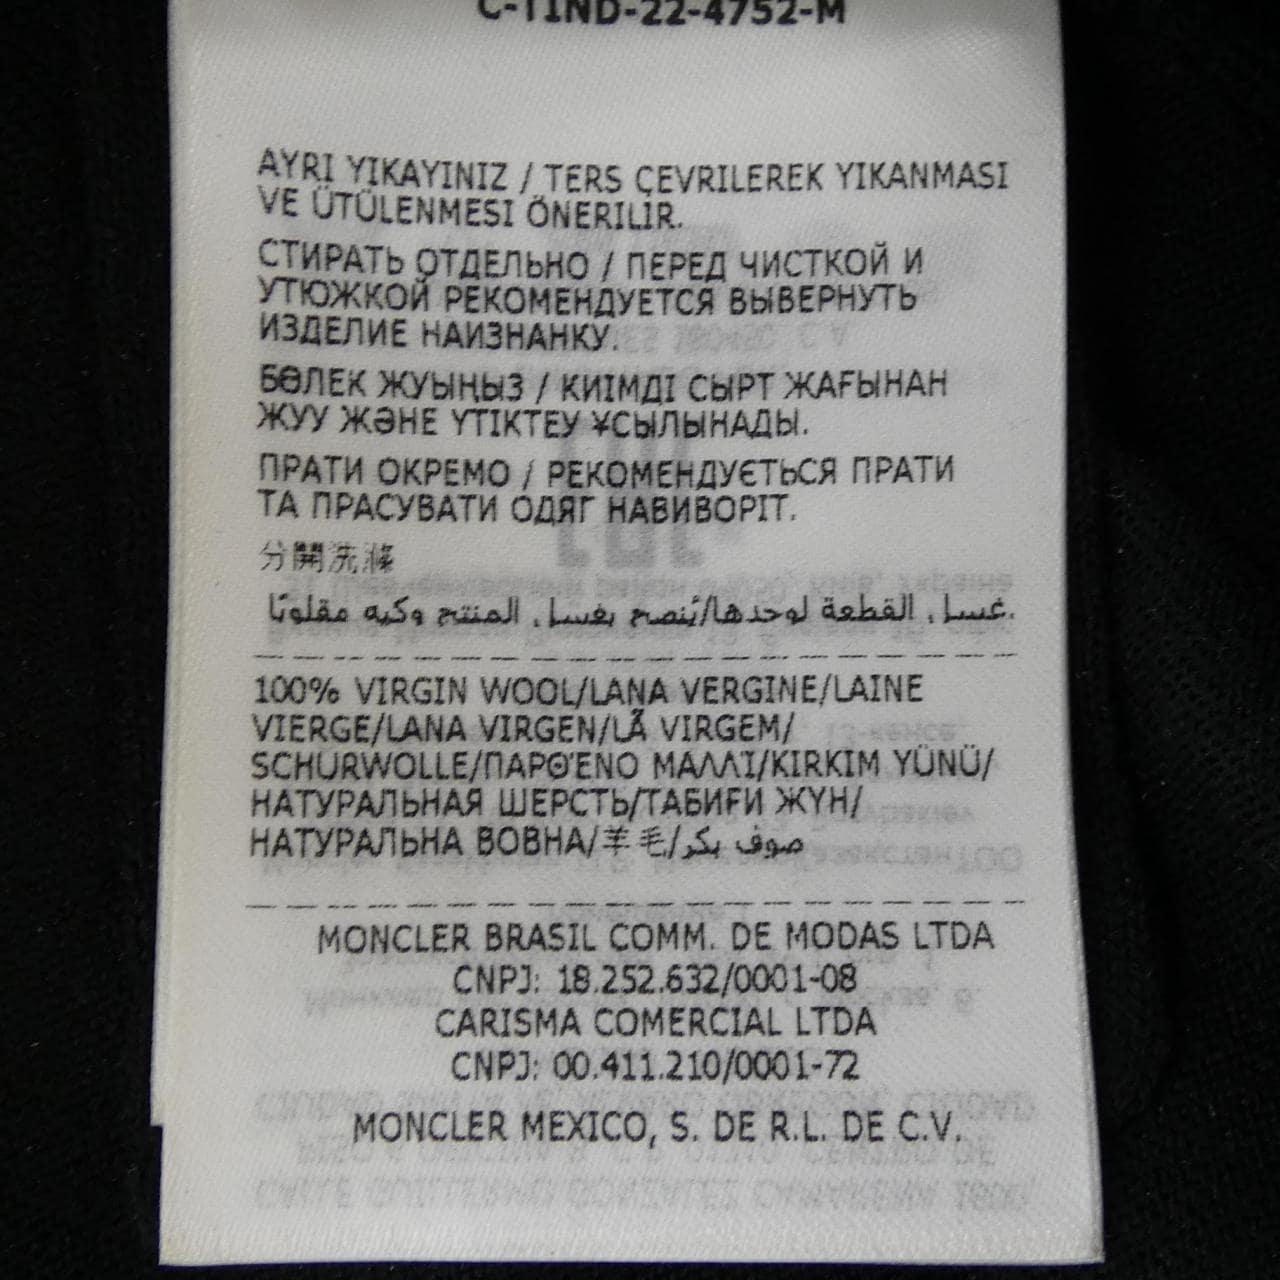 C-TIND-22-4752-M
AYRI YIKAYINIZ / TERS ÇEVRILEREK YIKANMASI
VE ÜTÜLENMESI ÖNERILIR.
СТИРАТЬ ОТДЕЛЬНО / ПЕРЕД ЧИСТКОЙ И
УТЮЖКОЙ РЕКОМЕНДУЕТСЯ ВЫВЕРНУТЬ
ИЗДЕЛИЕ НАИЗНАНКУ.
БӨЛЕК ЖУЫҢЫЗ / КИІМДІ СЫРТ ЖАҒЫНАН
ЖУУ ЖӘНЕ ҮТІКТЕУ ҰСЫЛЫНАДЫ.
ПРАТИ ОКРЕМО / РЕКОМЕНДУЄТЬСЯ ПРАТИ
ТА ПРАСУВАТИ ОДЯГ НАВИВОРІТ.
分開洗滌
غسل القطعة لوحدها/يُنصح بغسل المنتج وكيه مقلوبًا.
100% VIRGIN WOOL/LANA VERGINE/LAINE
VIERGE/LANA VIRGEN/LÃ VIRGEM/
SCHURWOLLE/ΠΑΡΘΈΝΟ ΜΑΛΛΊ/KIRKIM YÜNÜ/
НАТУРАЛЬНАЯ ШЕРСТЬ/ТАБИҒИ ЖҮН/
НАТУРАЛЬНА ВОВНА/羊毛/صوف بكر
MONCLER BRASIL COMM. DE MODAS LTDA
CNPJ: 18.252.632/0001-08
CARISMA COMERCIAL LTDA
CNPJ: 00.411.210/0001-72
MONCLER MEXICO, S. DE R.L. DE C.V.